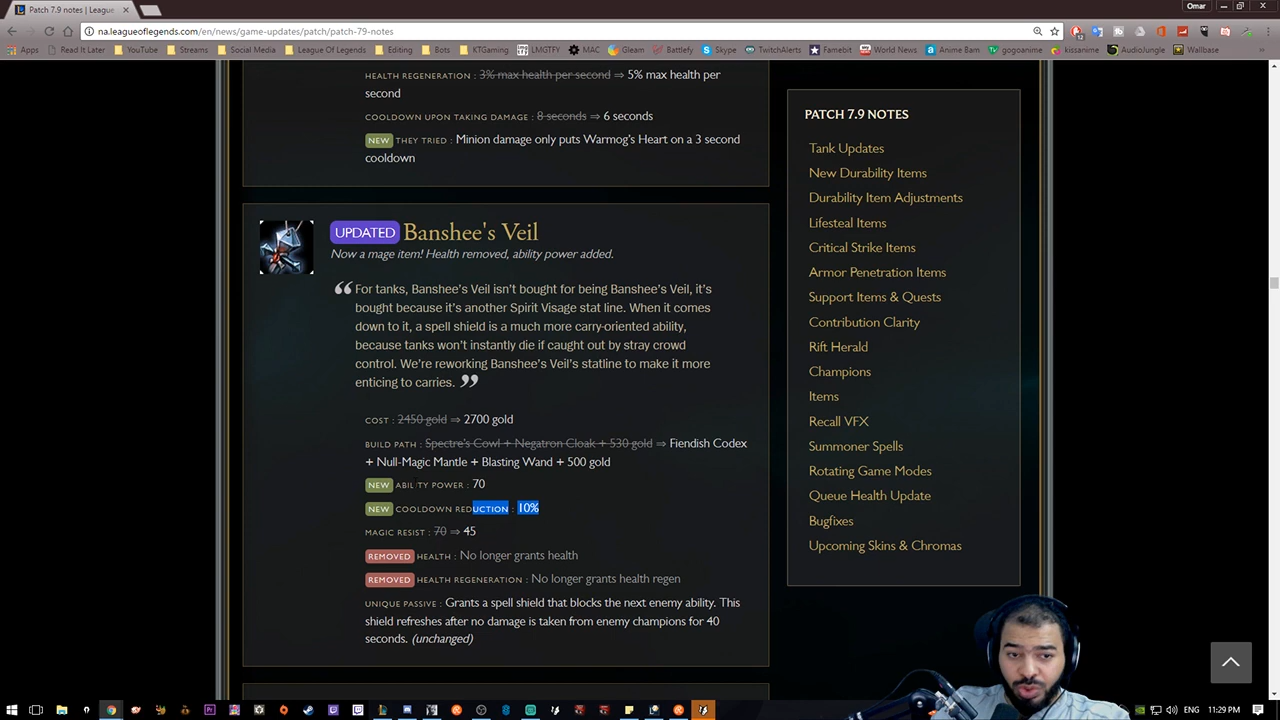 Patch 7.9 notes | League
Omar
na.leagueoflegends.com/en/news/game-updates/patch/patch-79-notes
Apps Read It Later YouTube Streams Social Media League Of Legends Editing Bots KTGaming LMGTFY MAC Gleam Battlefy Skype TwitchAlerts Famebit World News Anime Bam gogoanime kissanime AudioJungle Wallbase
HEALTH REGENERATION : 3% max health per second ⇒ 5% max health per
second
COOLDOWN UPON TAKING DAMAGE : 8 seconds ⇒ 6 seconds
NEW THEY TRIED : Minion damage only puts Warmog's Heart on a 3 second
cooldown
UPDATED Banshee's Veil
Now a mage item! Health removed, ability power added.
“ For tanks, Banshee's Veil isn't bought for being Banshee's Veil, it's
bought because it's another Spirit Visage stat line. When it comes
down to it, a spell shield is a much more carry-oriented ability,
because tanks won't instantly die if caught out by stray crowd
control. We're reworking Banshee's Veil's statline to make it more
enticing to carries. ”
COST : 2450 gold ⇒ 2700 gold
BUILD PATH : Spectre's Cowl + Negatron Cloak + 530 gold ⇒ Fiendish Codex
+ Null-Magic Mantle + Blasting Wand + 500 gold
NEW ABILITY POWER : 70
NEW COOLDOWN REDUCTION : 10%
MAGIC RESIST : 70 ⇒ 45
REMOVED HEALTH : No longer grants health
REMOVED HEALTH REGENERATION : No longer grants health regen
UNIQUE PASSIVE : Grants a spell shield that blocks the next enemy ability. This
shield refreshes after no damage is taken from enemy champions for 40
seconds. (unchanged)
PATCH 7.9 NOTES
Tank Updates
New Durability Items
Durability Item Adjustments
Lifesteal Items
Critical Strike Items
Armor Penetration Items
Support Items & Quests
Contribution Clarity
Rift Herald
Champions
Items
Recall VFX
Summoner Spells
Rotating Game Modes
Queue Health Update
Bugfixes
Upcoming Skins & Chromas
ENG 11:29 PM